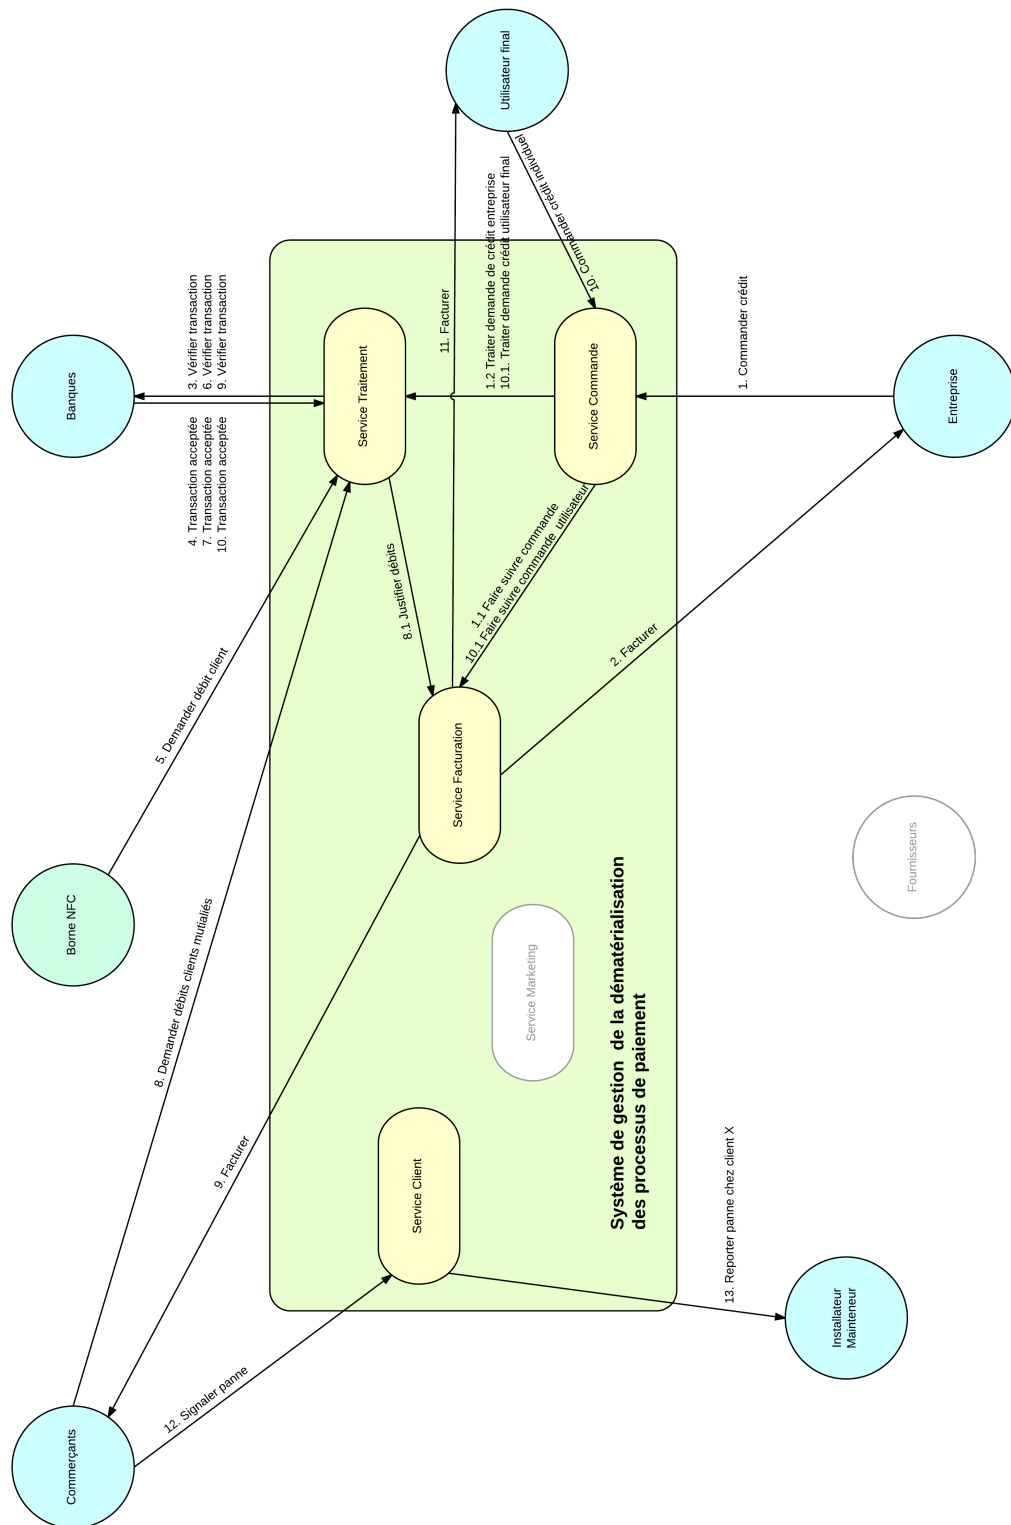 Commerçants
Borne NFC
Banques
12. Signaler panne
8. Demander débits clients mutialiés
5. Demander débit client
4. Transaction acceptée
7. Transaction acceptée
10. Transaction acceptée
3. Vérifier transaction
6. Vérifier transaction
9. Vérifier transaction
9. Facturer
Service Traitement
8.1 Justifier débits
11. Facturer
Utilisateur final
Service Client
Service Facturation
1.1 Faire suivre commande
10.1 Faire suivre commande  utilisateur
1.2 Traiter demande de crédit entreprise
10.1. Traiter demande crédit utilisateur final
10. Commander crédit individuel
Service Marketing
Service Commande
Système de gestion  de la dématérialisation
des processus de paiement
2. Facturer
1. Commander crédit
13. Reporter panne chez client X
Installateur
Mainteneur
Fournisseurs
Entreprise